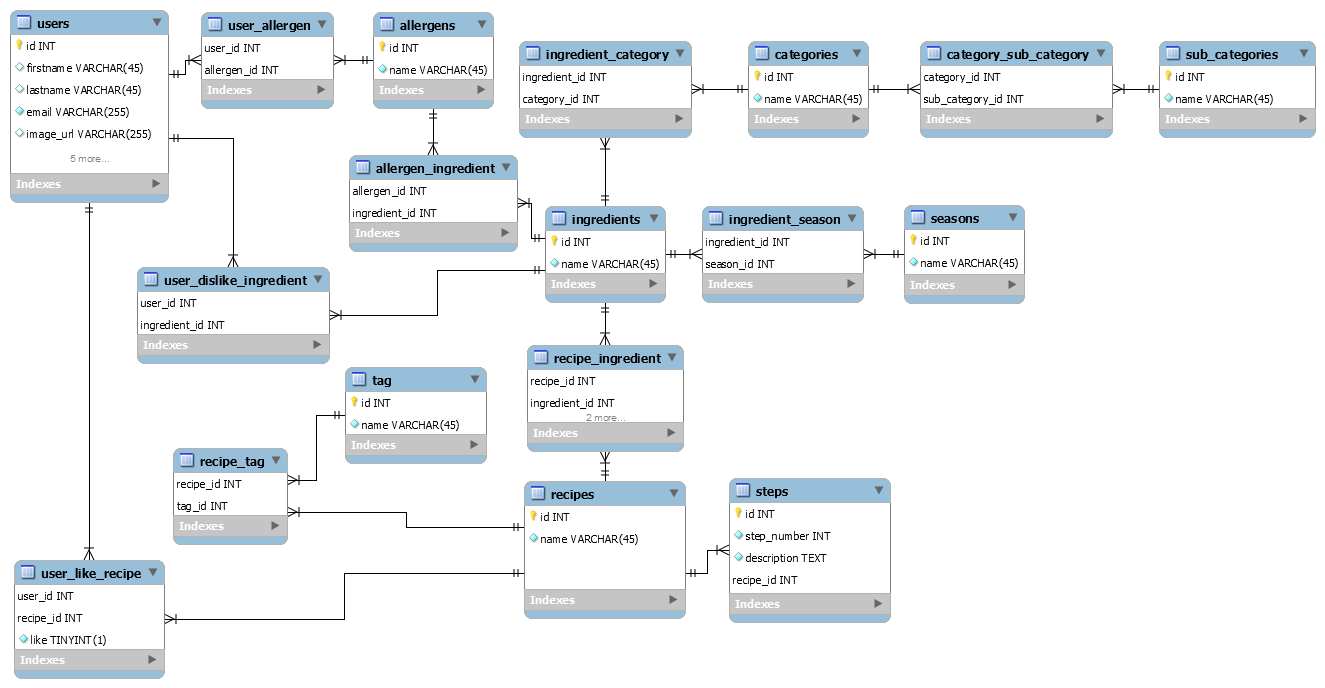 users
id INT
firstname VARCHAR(45)
lastname VARCHAR(45)
email VARCHAR(255)
image_url VARCHAR(255)
5 more...
Indexes
user_allergen
user_id INT
allergen_id INT
Indexes
allergens
id INT
name VARCHAR(45)
Indexes
ingredient_category
ingredient_id INT
category_id INT
Indexes
categories
id INT
name VARCHAR(45)
Indexes
category_sub_category
category_id INT
sub_category_id INT
Indexes
sub_categories
id INT
name VARCHAR(45)
Indexes
allergen_ingredient
allergen_id INT
ingredient_id INT
Indexes
ingredients
id INT
name VARCHAR(45)
Indexes
ingredient_season
ingredient_id INT
season_id INT
Indexes
seasons
id INT
name VARCHAR(45)
Indexes
user_dislike_ingredient
user_id INT
ingredient_id INT
Indexes
recipe_ingredient
recipe_id INT
ingredient_id INT
2 more...
Indexes
tag
id INT
name VARCHAR(45)
Indexes
recipe_tag
recipe_id INT
tag_id INT
Indexes
recipes
id INT
name VARCHAR(45)
Indexes
steps
id INT
step_number INT
description TEXT
recipe_id INT
Indexes
user_like_recipe
user_id INT
recipe_id INT
like TINYINT(1)
Indexes